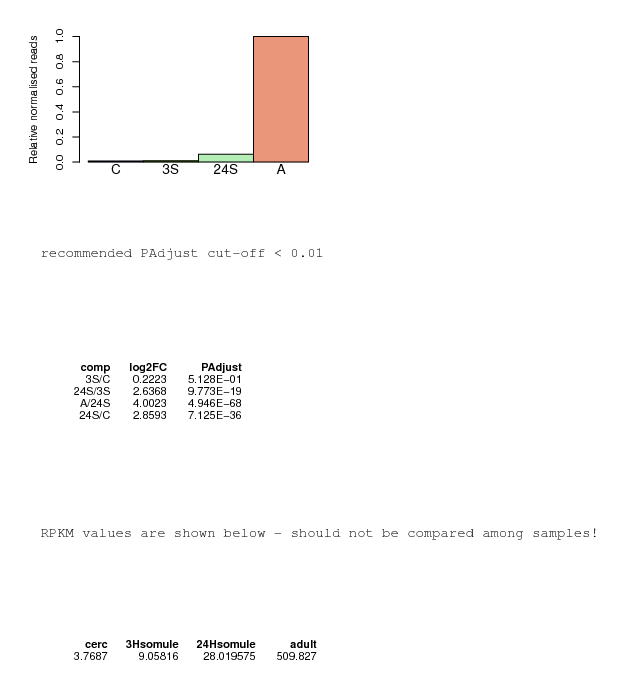 Relative normalised reads
1.0
0.8
0.6
0.4
0.2
0.0
C 3S 24S A
recommended PAdjust cut-off < 0.01
comp log2FC PAdjust
3S/C 0.2223 5.128E-01
24S/3S 2.6368 9.773E-19
A/24S 4.0023 4.946E-68
24S/C 2.8593 7.125E-36
RPKM values are shown below - should not be compared among samples!
cerc 3Hsomule 24Hsomule adult
3.7687 9.05816 28.019575 509.827